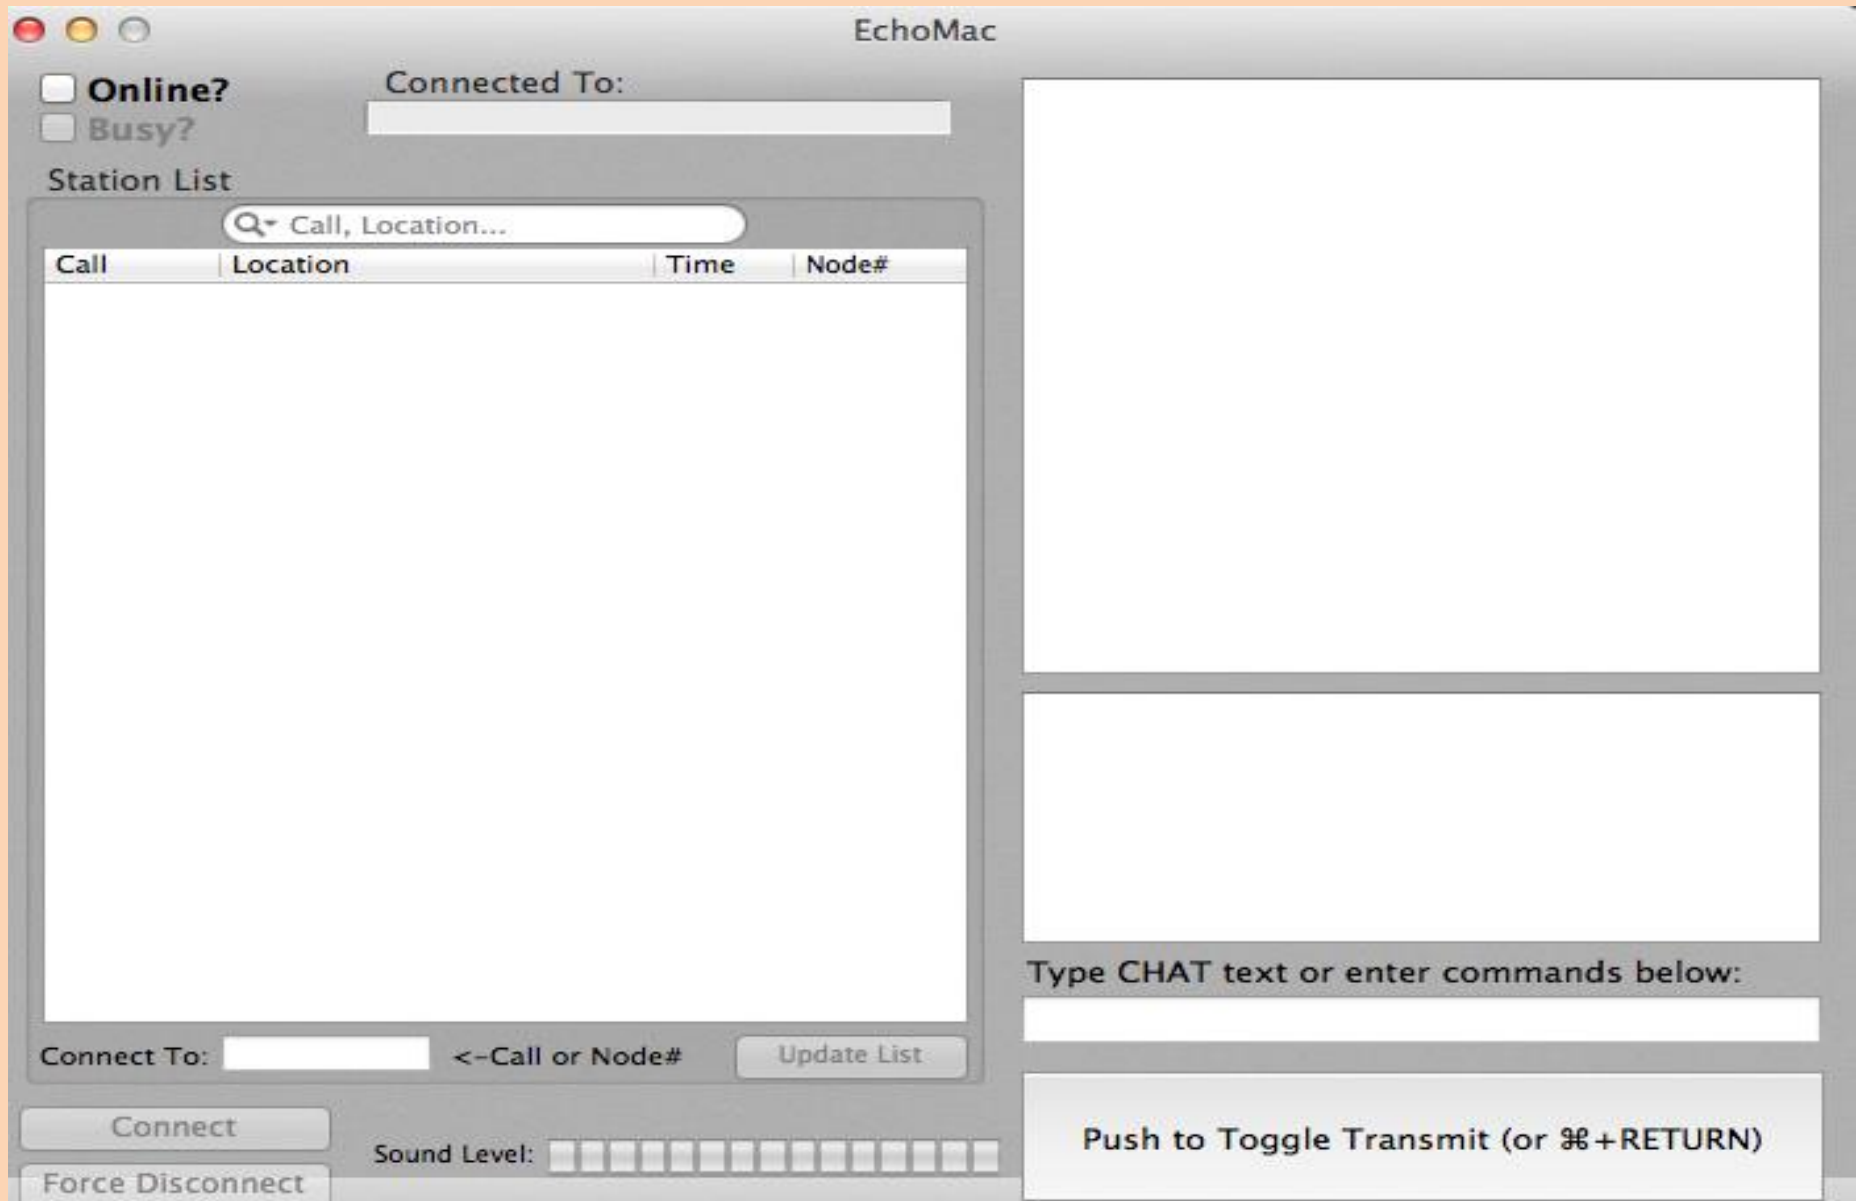 EchoMac
Online?
Busy?
Connected To:
Station List
Call, Location...
Call Location Time Node#
Connect To: <-Call or Node# Update List
Connect
Force Disconnect
Sound Level:
Type CHAT text or enter commands below:
Push to Toggle Transmit (or ⌘+RETURN)